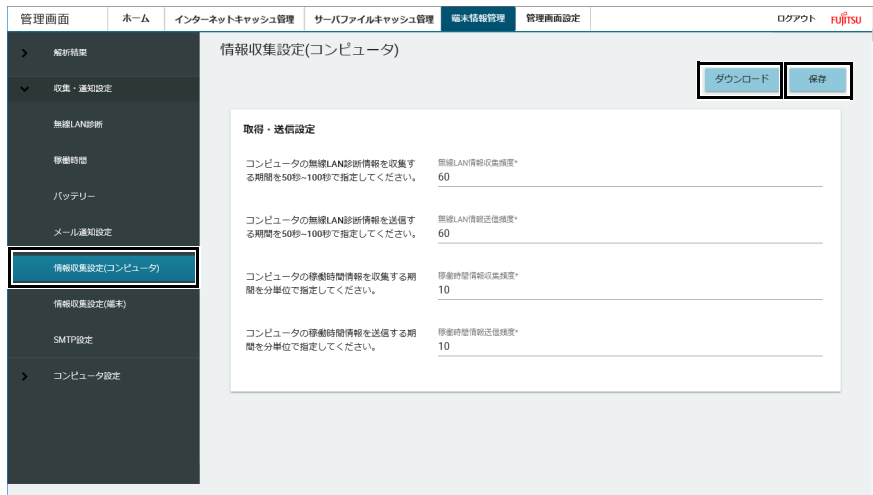 管理画面 ホーム インターネットキャッシュ管理 サーバファイルキャッシュ管理 端末情報管理 管理画面設定 ログアウト FUJITSU
解析結果
収集・通知設定
無線LAN診断
稼働時間
バッテリー
メール通知設定
情報収集設定(コンピュータ)
情報収集設定(端末)
SMTP設定
コンピュータ設定
情報収集設定(コンピュータ)
ダウンロード 保存
取得・送信設定
コンピュータの無線LAN診断情報を収集す
る期間を50秒~100秒で指定してください。
無線LAN情報収集頻度*
60
コンピュータの無線LAN診断情報を送信す
る期間を50秒~100秒で指定してください。
無線LAN情報送信頻度*
60
コンピュータの稼働時間情報を収集する期
間を分単位で指定してください。
稼働時間情報収集頻度*
10
コンピュータの稼働時間情報を送信する期
間を分単位で指定してください。
稼働時間情報送信頻度*
10